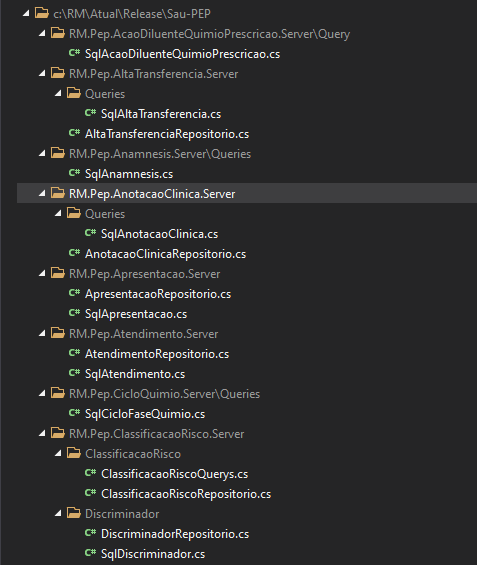 c:\RM\Atual\Release\Sau-PEP
RM.Pep.AcaoDiluenteQuimioPrescricao.Server\Query
C# SqlAcaoDiluenteQuimioPrescricao.cs
RM.Pep.AltaTransferencia.Server
Queries
C# SqlAltaTransferencia.cs
C# AltaTransferenciaRepositorio.cs
RM.Pep.Anamnesis.Server\Queries
C# SqlAnamnesis.cs
RM.Pep.AnotacaoClinica.Server
Queries
C# SqlAnotacaoClinica.cs
C# AnotacaoClinicaRepositorio.cs
RM.Pep.Apresentacao.Server
C# ApresentacaoRepositorio.cs
C# SqlApresentacao.cs
RM.Pep.Atendimento.Server
C# AtendimentoRepositorio.cs
C# SqlAtendimento.cs
RM.Pep.CicloQuimio.Server\Queries
C# SqlCicloFaseQuimio.cs
RM.Pep.ClassificacaoRisco.Server
ClassificacaoRisco
C# ClassificacaoRiscoQuerys.cs
C# ClassificacaoRiscoRepositorio.cs
Discriminador
C# DiscriminadorRepositorio.cs
C# SqlDiscriminador.cs